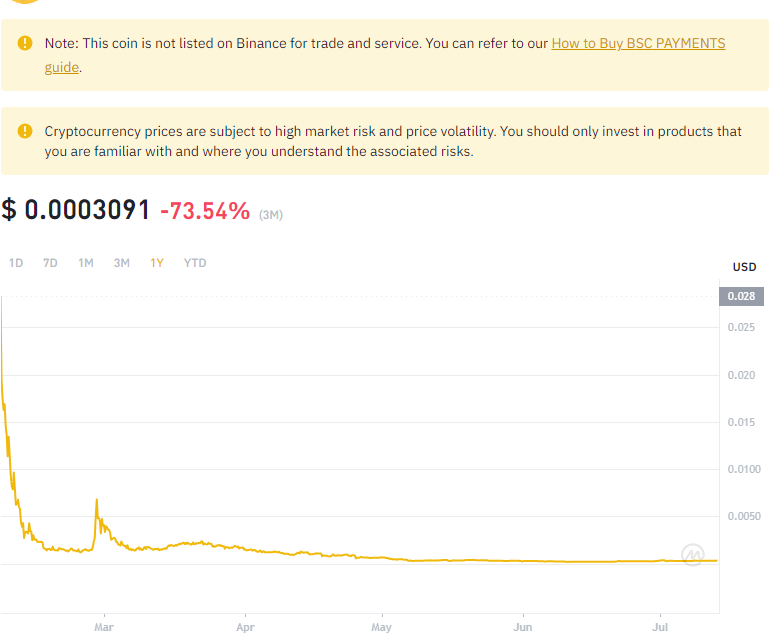 Note: This coin is not listed on Binance for trade and service. You can refer to our How to Buy BSC PAYMENTS
guide.
Cryptocurrency prices are subject to high market risk and price volatility. You should only invest in products that
you are familiar with and where you understand the associated risks.
$ 0.0003091 -73.54% (3M)
1D 7D 1M 3M 1Y YTD
USD
0.028
0.025
0.020
0.015
0.0100
0.0050
Mar Apr May Jun Jul